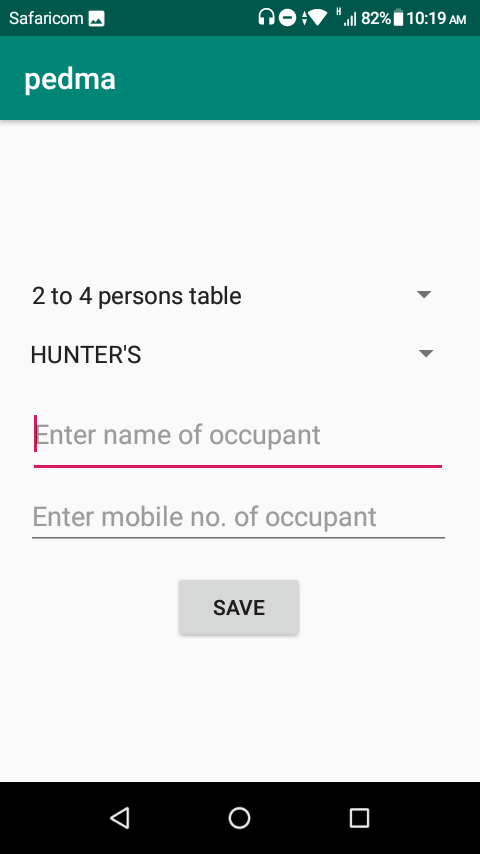 Safaricom H 82% 10:19 AM
pedma
2 to 4 persons table
HUNTER'S
Enter name of occupant
Enter mobile no. of occupant
SAVE